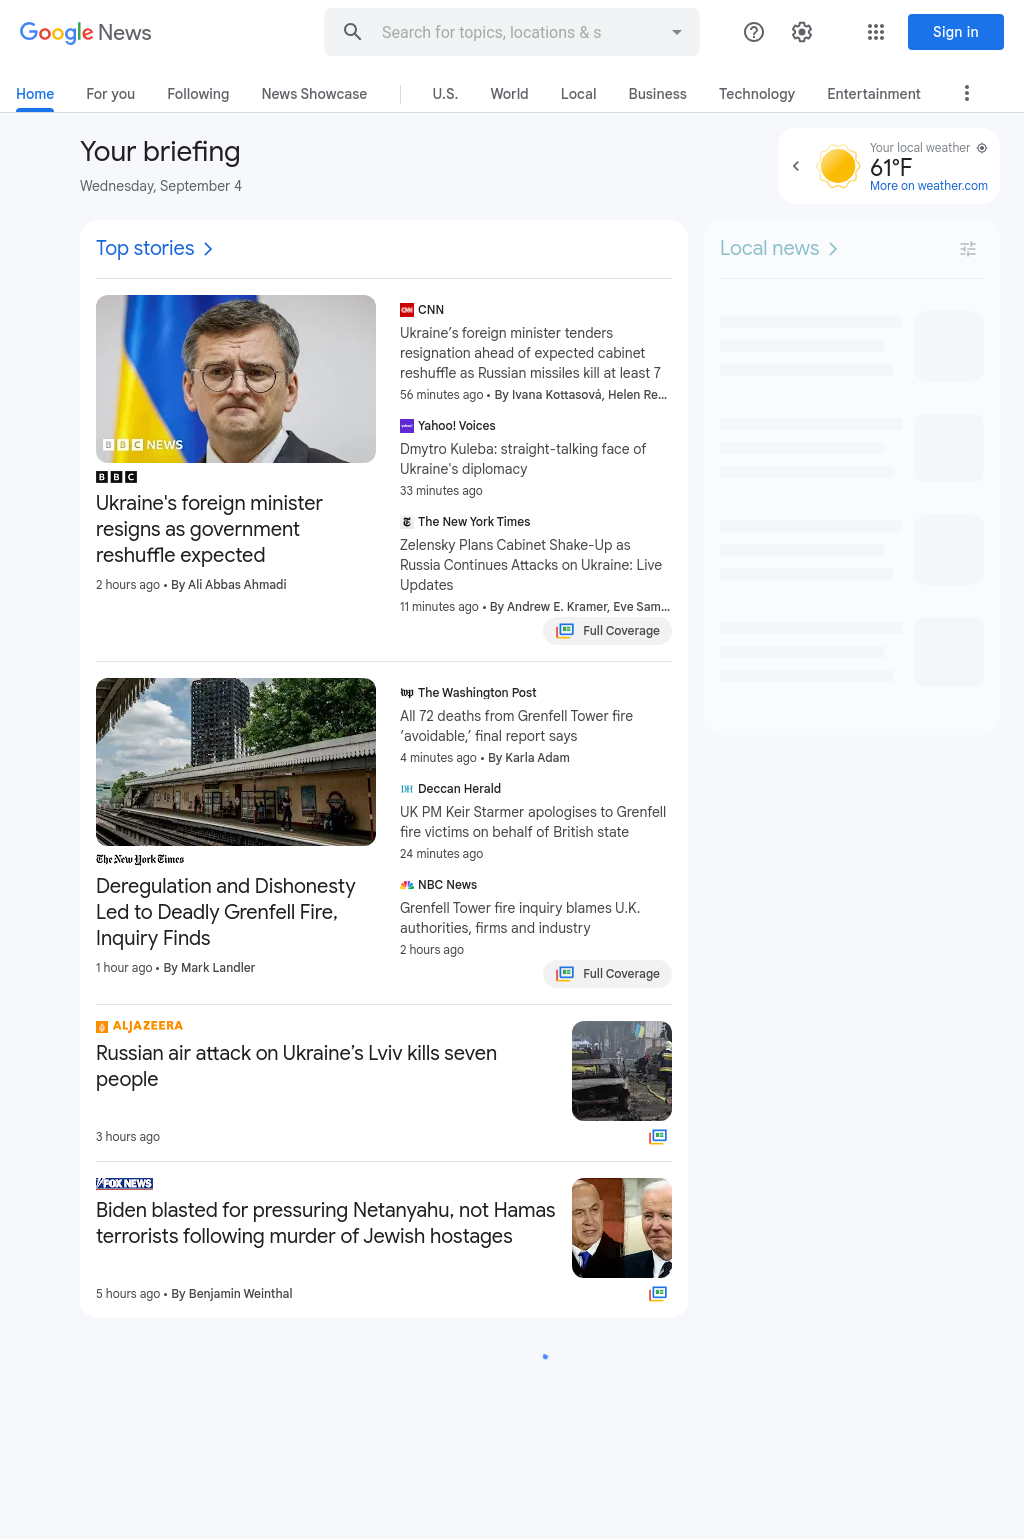 Google News
Search for topics, locations & s
Sign in
Home
For you
Following
News Showcase
U.S.
World
Local
Business
Technology
Entertainment
Your briefing
Wednesday, September 4
Your local weather
61°F
More on weather.com
Top stories
BBC NEWS
BBC
Ukraine's foreign minister
resigns as government
reshuffle expected
2 hours ago • By Ali Abbas Ahmadi
CNN
CNN
Ukraine’s foreign minister tenders
resignation ahead of expected cabinet
reshuffle as Russian missiles kill at least 7
56 minutes ago • By Ivana Kottasová, Helen Re...
Yahoo! Voices
Dmytro Kuleba: straight-talking face of
Ukraine's diplomacy
33 minutes ago
The New York Times
Zelensky Plans Cabinet Shake-Up as
Russia Continues Attacks on Ukraine: Live
Updates
11 minutes ago • By Andrew E. Kramer, Eve Sam...
Full Coverage
The New York Times
Deregulation and Dishonesty
Led to Deadly Grenfell Fire,
Inquiry Finds
1 hour ago • By Mark Landler
wp The Washington Post
All 72 deaths from Grenfell Tower fire
‘avoidable,’ final report says
4 minutes ago • By Karla Adam
DH Deccan Herald
UK PM Keir Starmer apologises to Grenfell
fire victims on behalf of British state
24 minutes ago
NBC News
Grenfell Tower fire inquiry blames U.K.
authorities, firms and industry
2 hours ago
Full Coverage
ALJAZEERA
Russian air attack on Ukraine’s Lviv kills seven
people
3 hours ago
FOX NEWS
Biden blasted for pressuring Netanyahu, not Hamas
terrorists following murder of Jewish hostages
5 hours ago • By Benjamin Weinthal
Local news